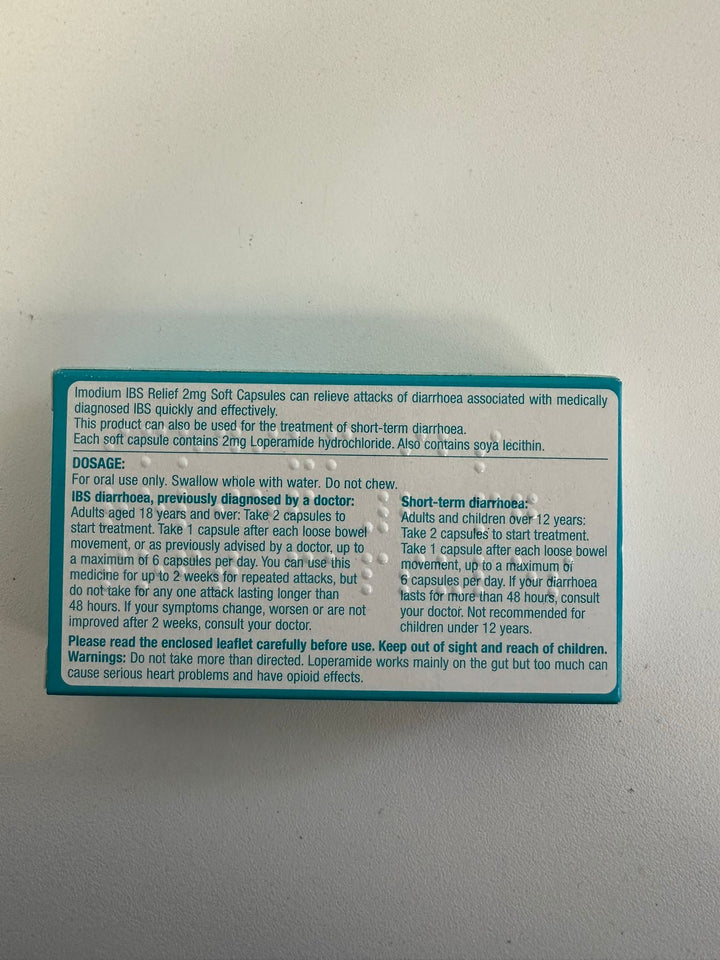 Imodium IBS Relief 2mg Soft Capsules can relieve attacks of diarrhoea associated with medically
diagnosed IBS quickly and effectively.
This product can also be used for the treatment of short-term diarrhoea.
Each soft capsule contains 2mg Loperamide hydrochloride. Also contains soya lecithin.
DOSAGE:
For oral use only. Swallow whole with water. Do not chew.
IBS diarrhoea, previously diagnosed by a doctor:
Adults aged 18 years and over: Take 2 capsules to
start treatment. Take 1 capsule after each loose bowel
movement, or as previously advised by a doctor, up to
a maximum of 6 capsules per day. You can use this
medicine for up to 2 weeks for repeated attacks, but
do not take for any one attack lasting longer than
48 hours. If your symptoms change, worsen or are not
improved after 2 weeks, consult your doctor.
Short-term diarrhoea:
Adults and children over 12 years:
Take 2 capsules to start treatment.
Take 1 capsule after each loose bowel
movement, up to a maximum of
6 capsules per day. If your diarrhoea
lasts for more than 48 hours, consult
your doctor. Not recommended for
children under 12 years.
Please read the enclosed leaflet carefully before use. Keep out of sight and reach of children.
Warnings: Do not take more than directed. Loperamide works mainly on the gut but too much can
cause serious heart problems and have opioid effects.